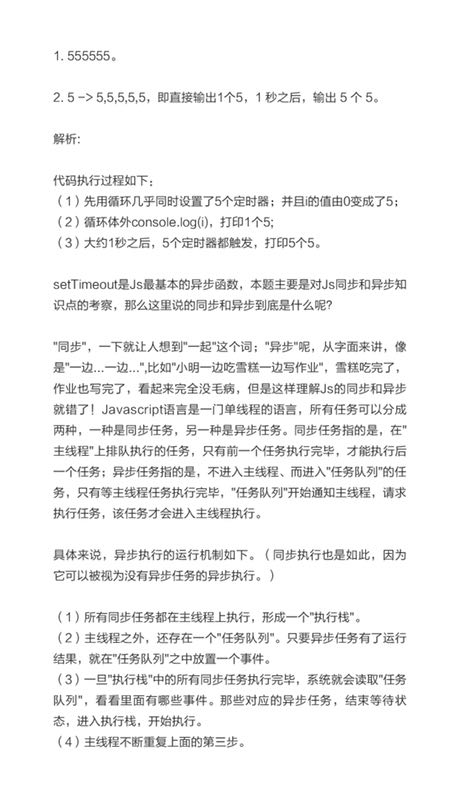 1. 555555。
2. 5 -> 5,5,5,5,5，即直接输出1个5，1 秒之后，输出 5 个 5。
解析:
代码执行过程如下：
（1）先用循环几乎同时设置了5个定时器；并且i的值由0变成了5；
（2）循环体外console.log(i)，打印1个5;
（3）大约1秒之后，5个定时器都触发，打印5个5。
setTimeout是Js最基本的异步函数，本题主要是对Js同步和异步知
识点的考察，那么这里说的同步和异步到底是什么呢?
"同步"，一下就让人想到"一起"这个词；"异步"呢，从字面来讲，像
是"一边...一边...",比如"小明一边吃雪糕一边写作业"，雪糕吃完了，
作业也写完了，看起来完全没毛病，但是这样理解Js的同步和异步
就错了！Javascript语言是一门单线程的语言，所有任务可以分成
两种，一种是同步任务，另一种是异步任务。同步任务指的是，在"
主线程"上排队执行的任务，只有前一个任务执行完毕，才能执行后
一个任务；异步任务指的是，不进入主线程、而进入"任务队列"的任
务，只有等主线程任务执行完毕，"任务队列"开始通知主线程，请求
执行任务，该任务才会进入主线程执行。
具体来说，异步执行的运行机制如下。（同步执行也是如此，因为
它可以被视为没有异步任务的异步执行。）
（1）所有同步任务都在主线程上执行，形成一个"执行栈"。
（2）主线程之外，还存在一个"任务队列"。只要异步任务有了运行
结果，就在"任务队列"之中放置一个事件。
（3）一旦"执行栈"中的所有同步任务执行完毕，系统就会读取"任务
队列"，看看里面有哪些事件。那些对应的异步任务，结束等待状
态，进入执行栈，开始执行。
（4）主线程不断重复上面的第三步。